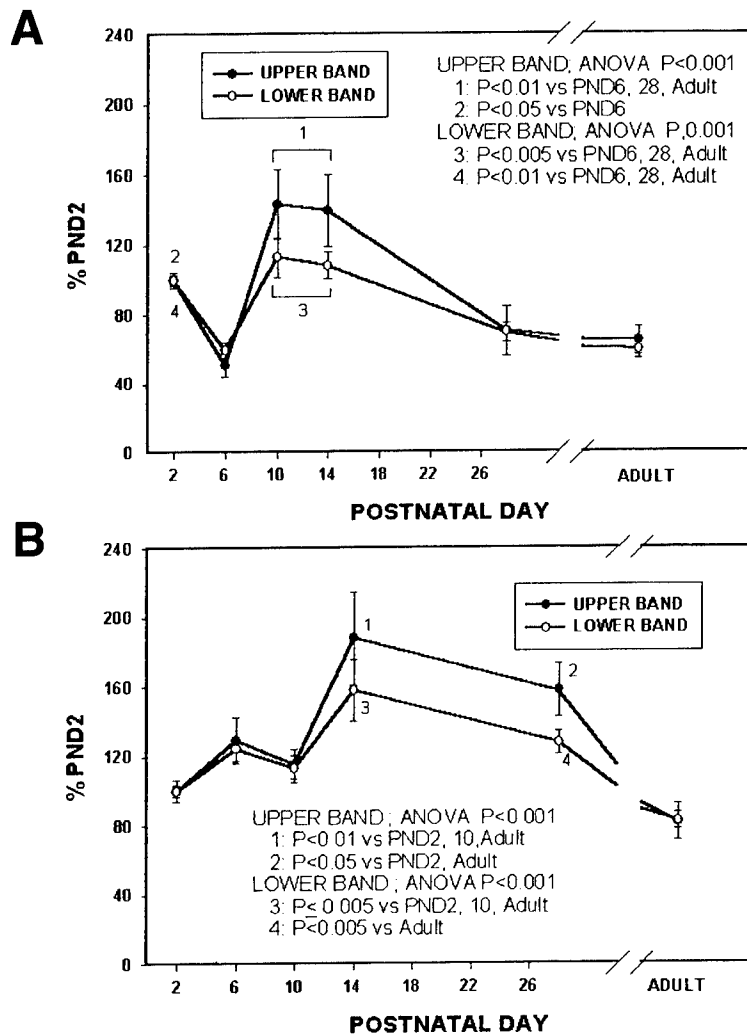 A
240
200
160
120
80
40
0
% PND2
UPPER BAND
LOWER BAND
UPPER BAND; ANOVA P<0.001
1: P<0.01 vs PND6, 28, Adult
2: P<0.05 vs PND6
LOWER BAND; ANOVA P,0.001
3: P<0.005 vs PND6, 28, Adult
4: P<0.01 vs PND6, 28, Adult
1
2
4
3
2 6 10 14 18 22 26 ADULT
POSTNATAL DAY
B
240
200
160
120
80
40
0
% PND2
UPPER BAND
LOWER BAND
1
2
3
4
UPPER BAND ; ANOVA P<0 001
1: P<0 01 vs PND2, 10,Adult
2: P<0.05 vs PND2, Adult
LOWER BAND ; ANOVA P<0.001
3: P≤ 0 005 vs PND2, 10, Adult
4: P<0.005 vs Adult
2 6 10 14 18 22 26 ADULT
POSTNATAL DAY